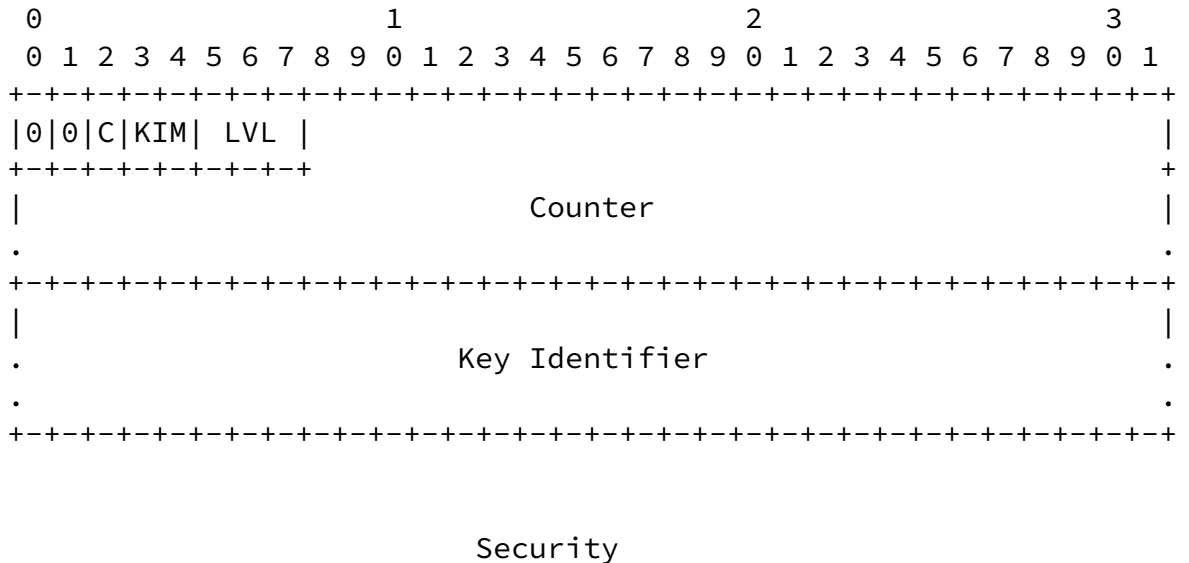 0                   1                   2                   3
 0 1 2 3 4 5 6 7 8 9 0 1 2 3 4 5 6 7 8 9 0 1 2 3 4 5 6 7 8 9 0 1
+-+-+-+-+-+-+-+-+-+-+-+-+-+-+-+-+-+-+-+-+-+-+-+-+-+-+-+-+-+-+-+-+
|0|0|C|KIM| LVL |                                               |
+-+-+-+-+-+-+-+-+                                               +
|                            Counter                            |
.                                                               .
+-+-+-+-+-+-+-+-+-+-+-+-+-+-+-+-+-+-+-+-+-+-+-+-+-+-+-+-+-+-+-+-+
|                                                               |
.                        Key Identifier                         .
.                                                               .
+-+-+-+-+-+-+-+-+-+-+-+-+-+-+-+-+-+-+-+-+-+-+-+-+-+-+-+-+-+-+-+-+
                          Security